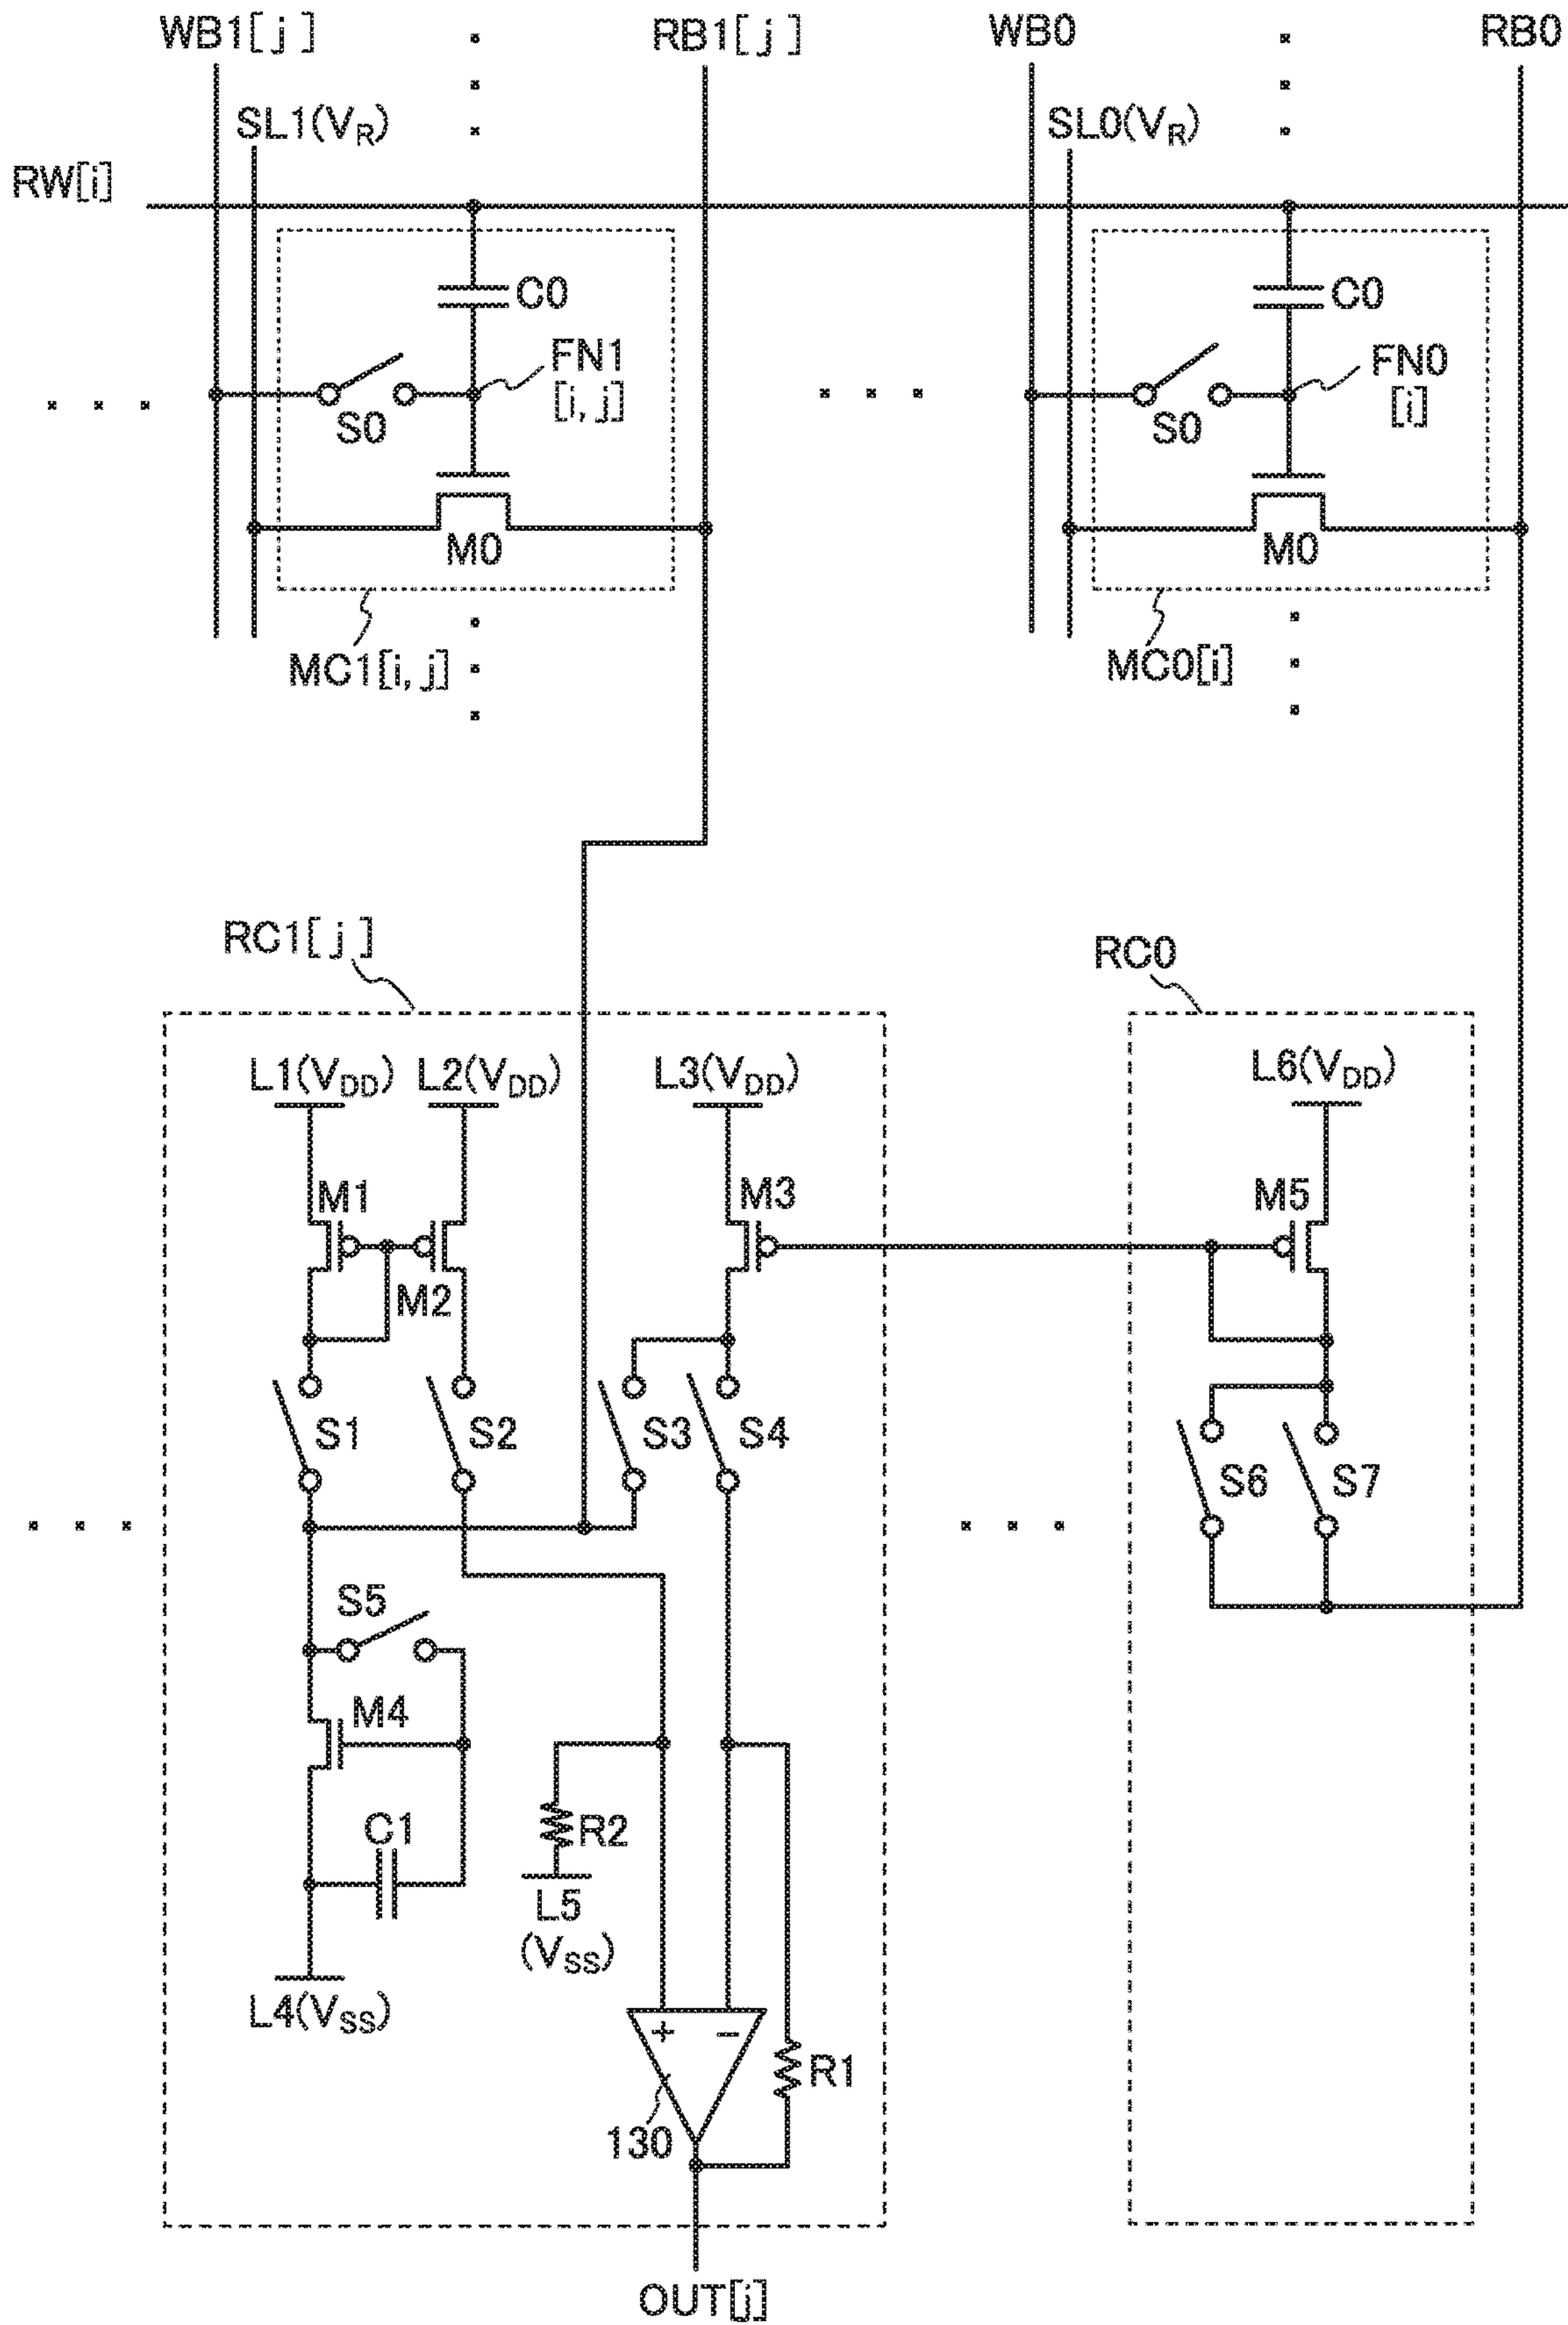 WB1[j] RB1[j] WB0 RB0
SL1(VR) SL0(VR)
RW[i]
C0 C0
FN1 FN0
[i, j] [i]
S0 S0
M0 M0
MC1[i, j] MC0[i]
RC1[j] RC0
L1(VDD) L2(VDD) L3(VDD) L6(VDD)
M1 M3 M5
M2
S1 S2 S3 S4
S6 S7
S5
M4
C1 R2
L5
(VSS)
L4(VSS)
+ −
R1
130
OUT[j]